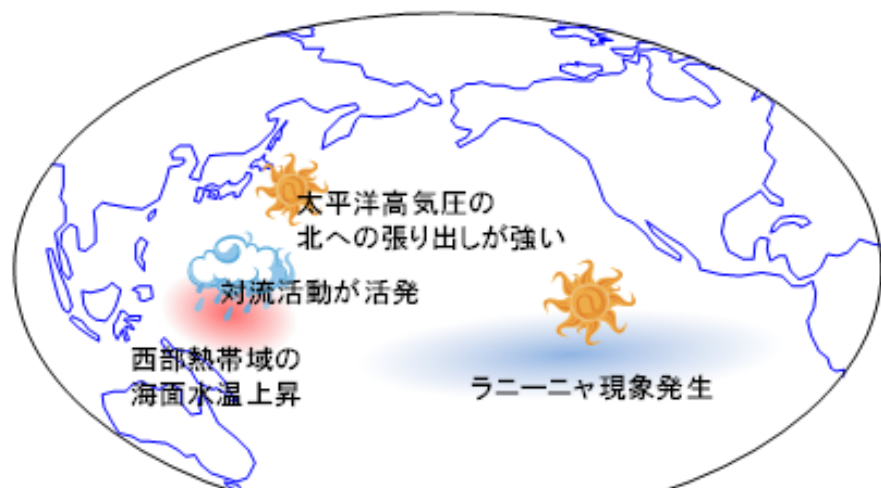 太平洋高気圧の
北への張り出しが強い
対流活動が活発
西部熱帯域の
海面水温上昇
ラニーニャ現象発生